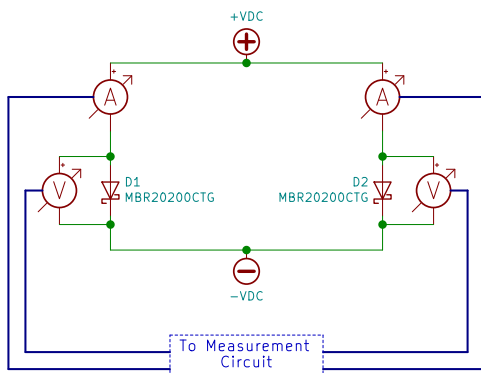 +VDC
A
A
V
D1
MBR20200CTG
D2
MBR20200CTG
V
-VDC
To Measurement
Circuit